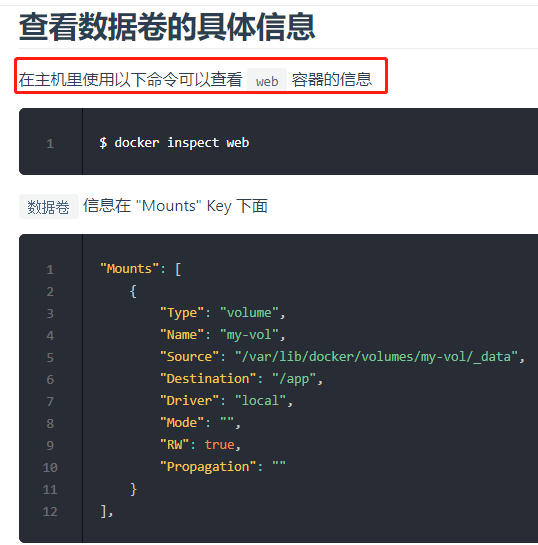 查看数据卷的具体信息
在主机里使用以下命令可以查看 web 容器的信息
1 $ docker inspect web
数据卷 信息在 "Mounts" Key 下面
1 "Mounts": [
2 {
3 "Type": "volume",
4 "Name": "my-vol",
5 "Source": "/var/lib/docker/volumes/my-vol/_data",
6 "Destination": "/app",
7 "Driver": "local",
8 "Mode": "",
9 "RW": true,
10 "Propagation": ""
11 }
12 ],